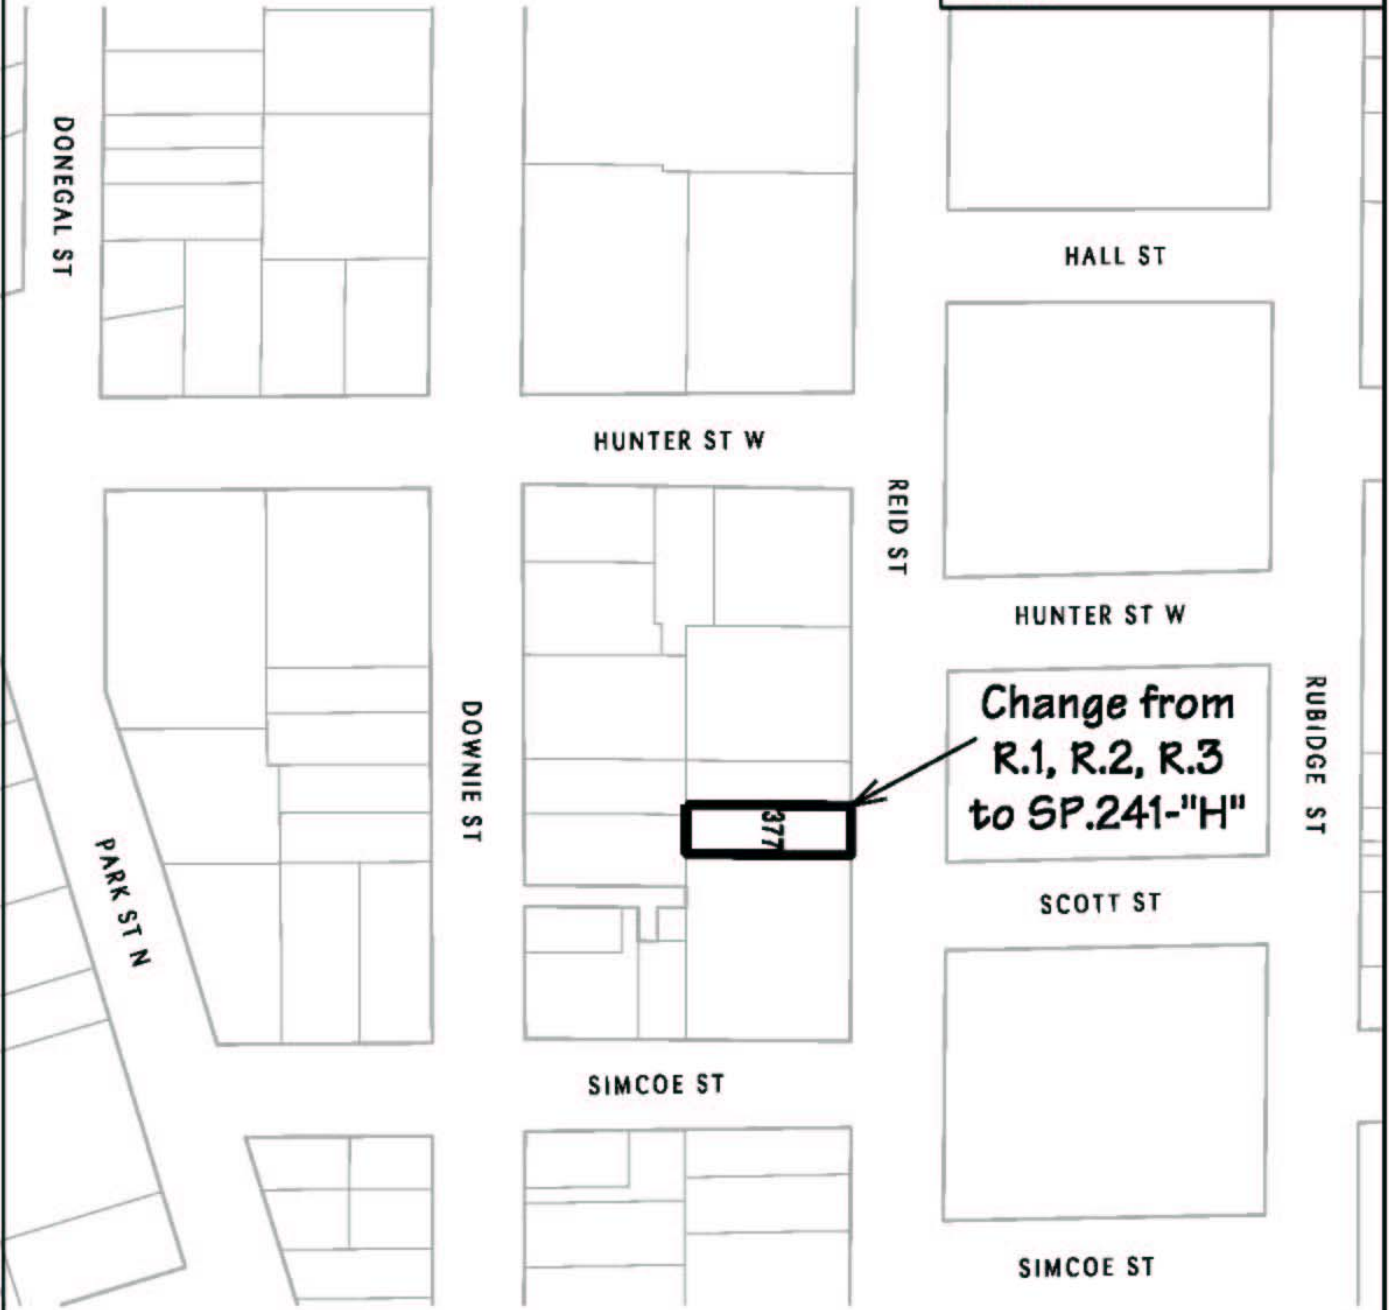 DONEGAL ST
HALL ST
HUNTER ST W
REID ST
HUNTER ST W
Change from
R.1, R.2, R.3
to SP.241-"H"
RUBIDGE ST
DOWNIE ST
377
PARK ST N
SCOTT ST
SIMCOE ST
SIMCOE ST